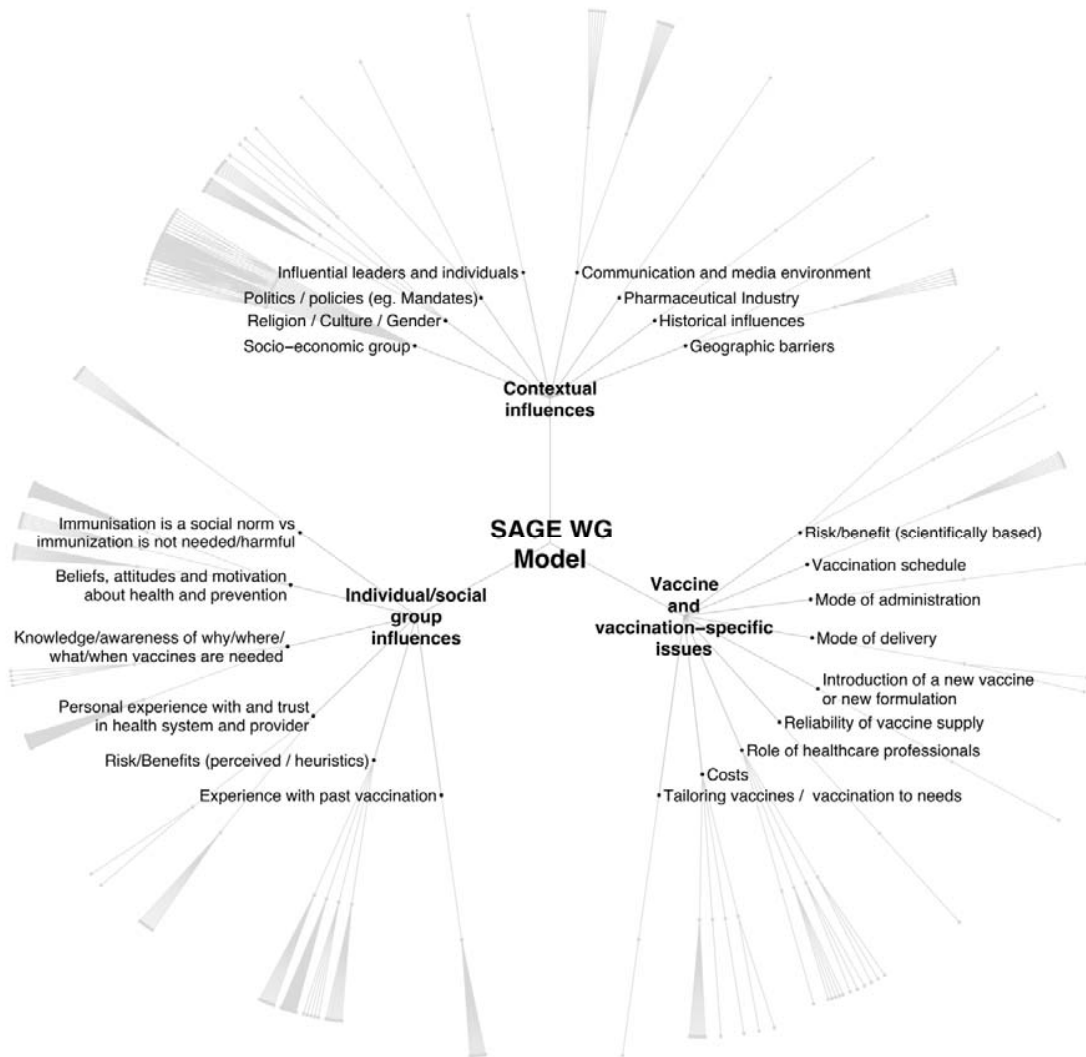 Influential leaders and individuals
Politics / policies (eg. Mandates)
Religion / Culture / Gender
Socio−economic group
Communication and media environment
Pharmaceutical Industry
Historical influences
Geographic barriers
Contextual
influences
SAGE WG
Model
Immunisation is a social norm vs
immunization is not needed/harmful
Beliefs, attitudes and motivation
about health and prevention
Knowledge/awareness of why/where/
what/when vaccines are needed
Personal experience with and trust
in health system and provider
Risk/Benefits (perceived / heuristics)
Experience with past vaccination
Individual/social
group
influences
Vaccine
and
vaccination−specific
issues
Risk/benefit (scientifically based)
Vaccination schedule
Mode of administration
Mode of delivery
Introduction of a new vaccine
or new formulation
Reliability of vaccine supply
Role of healthcare professionals
Costs
Tailoring vaccines / vaccination to needs